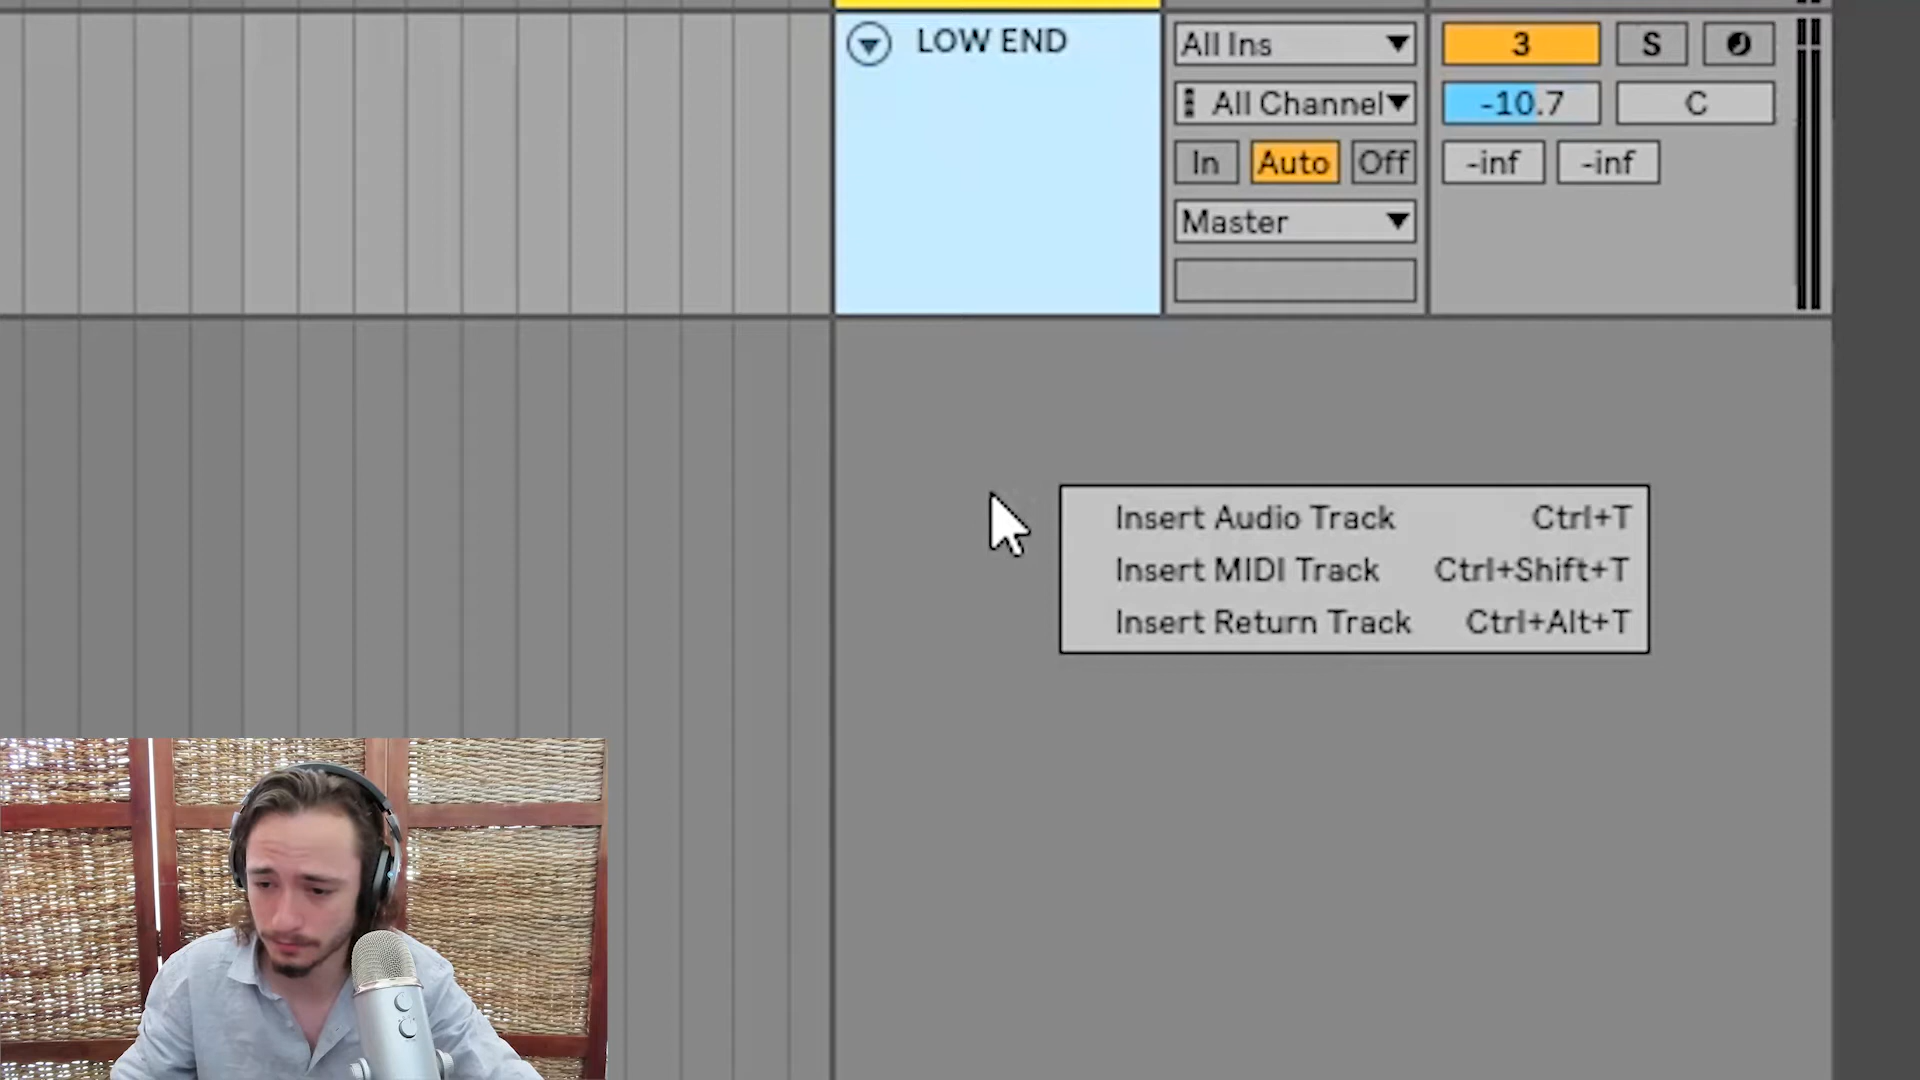 LOW END
All Ins
3
S
All Channel
-10.7
C
In
Auto
Off
-inf
-inf
Master
Insert Audio Track Ctrl+T
Insert MIDI Track Ctrl+Shift+T
Insert Return Track Ctrl+Alt+T